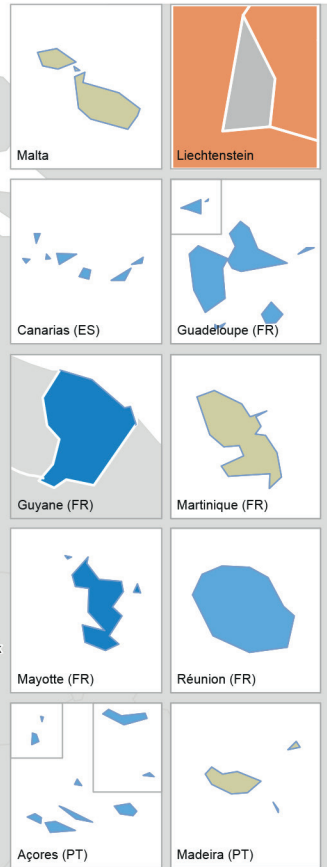 Malta
Liechtenstein
Canarias (ES)
Guadeloupe (FR)
Guyane (FR)
Martinique (FR)
Mayotte (FR)
Réunion (FR)
Açores (PT)
Madeira (PT)